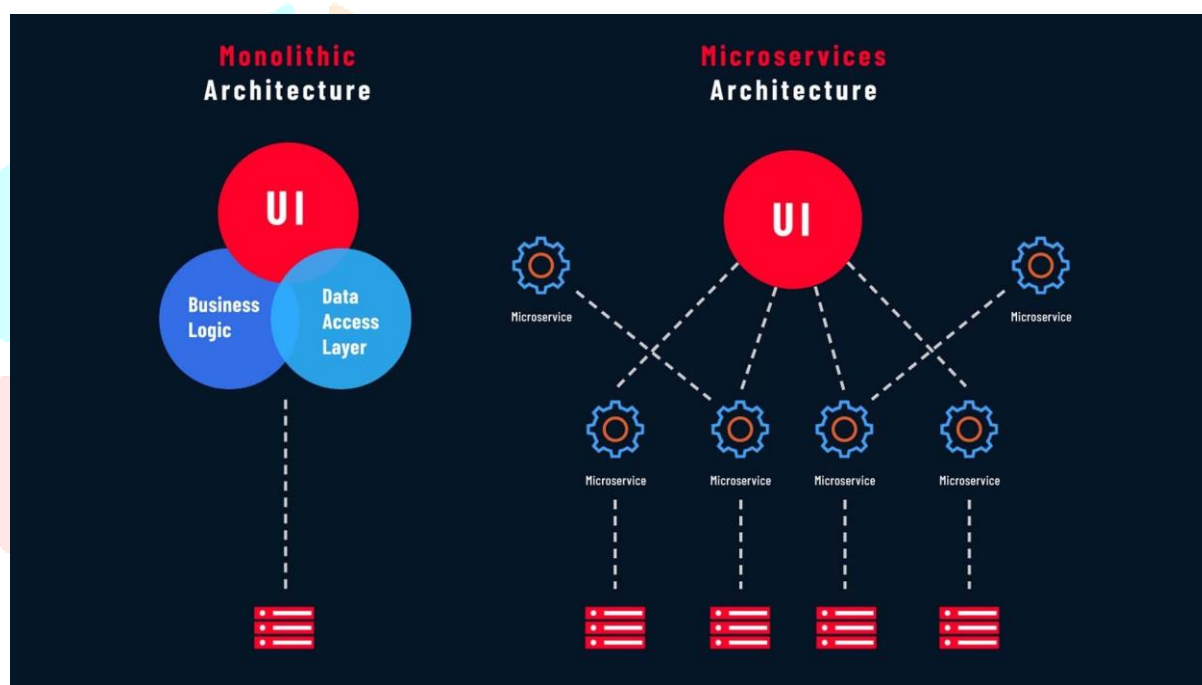 Monolithic
Architecture
UI
Business
Logic
Data
Access
Layer
Microservices
Architecture
UI
Microservice
Microservice
Microservice
Microservice
Microservice
Microservice